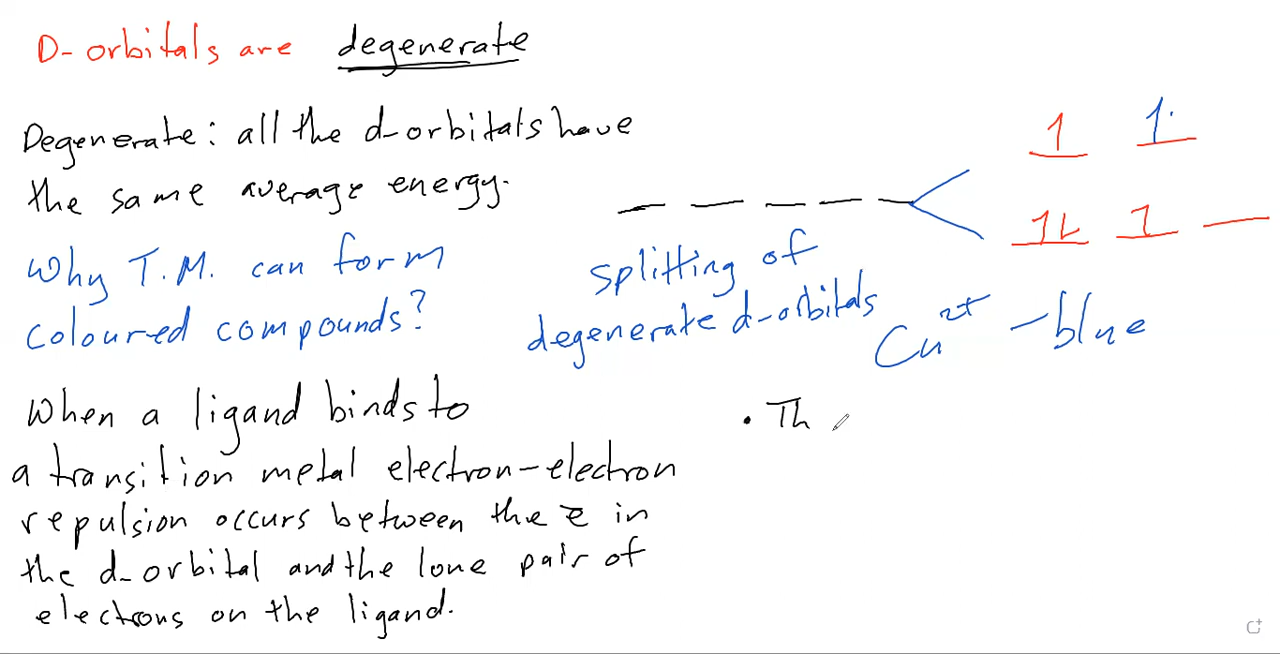 D-orbitals are degenerate
Degenerate: all the d-orbitals have
the same average energy.
Why T.M. can form
coloured compounds?
When a ligand binds to
a transition metal electron-electron
repulsion occurs between the e in
the d-orbital and the lone pair of
electrons on the ligand.
splitting of
degenerate d-orbitals
Cu2+ - blue
• Th